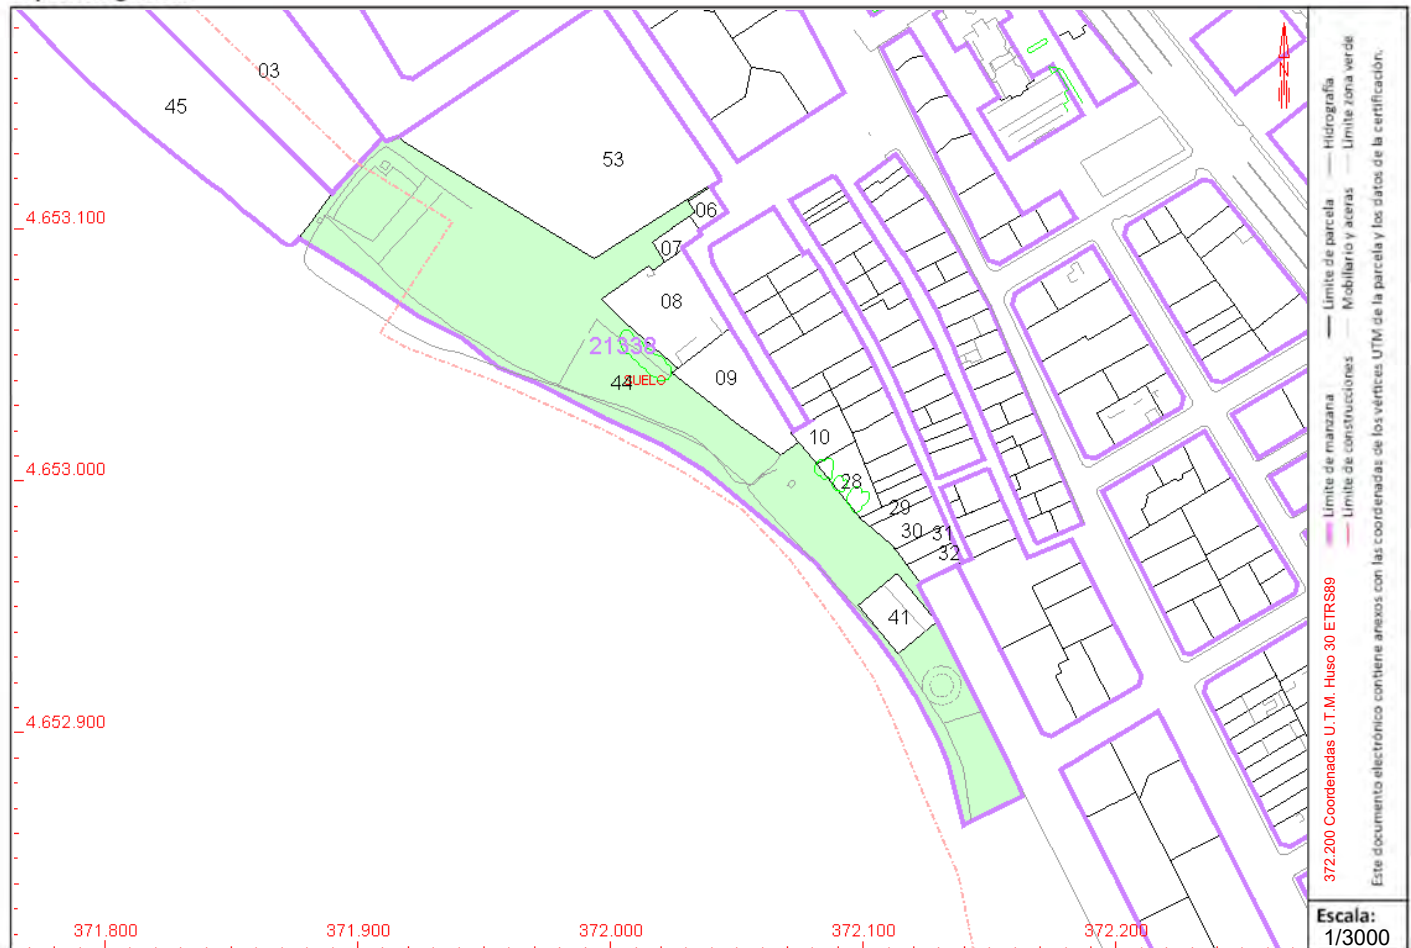 03
45
53
4.653.100
06
07
08
21338
44
SUELO
09
10
4.653.000
28
29
30
31
32
41
4.652.900
371.800
371.900
372.000
372.100
372.200
N
Límite de manzana
Límite de parcela
Hidrografía
Límite de construcciones
Mobiliario y aceras
Límite zona verde
372.200 Coordenadas U.T.M. Huso 30 ETRS89
Este documento electrónico contiene anexos con las coordenadas de los vértices UTM de la parcela y los datos de la certificación.
Escala:
1/3000